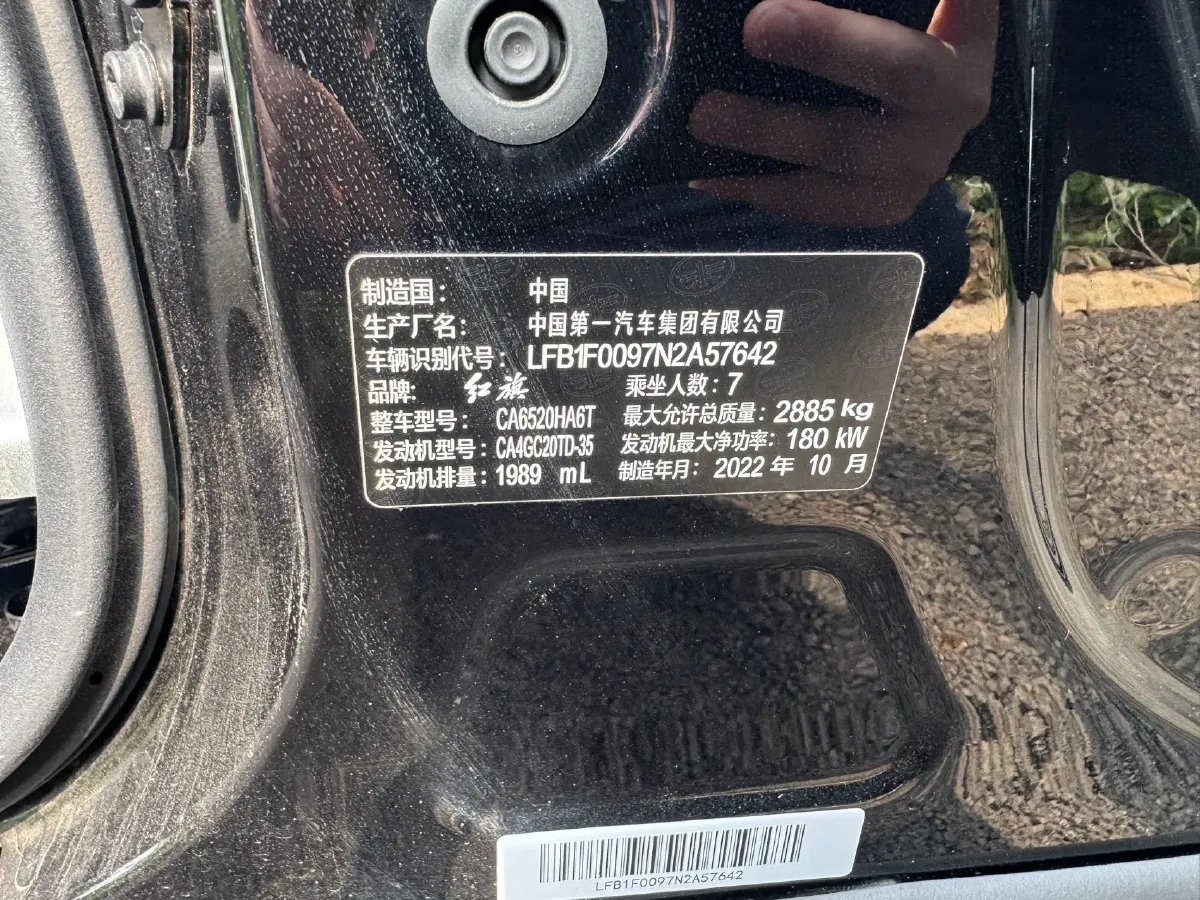 制造国： 中国
生产厂名： 中国第一汽车集团有限公司
车辆识别代号： LFB1F0097N2A57642
品牌： 红旗 乘坐人数：7
整车型号： CA6520HA6T 最大允许总质量：2885 kg
发动机型号：CA4GC20TD-35 发动机最大净功率：180 kW
发动机排量：1989 mL 制造年月：2022 年 10 月
LFB1F0097N2A57642